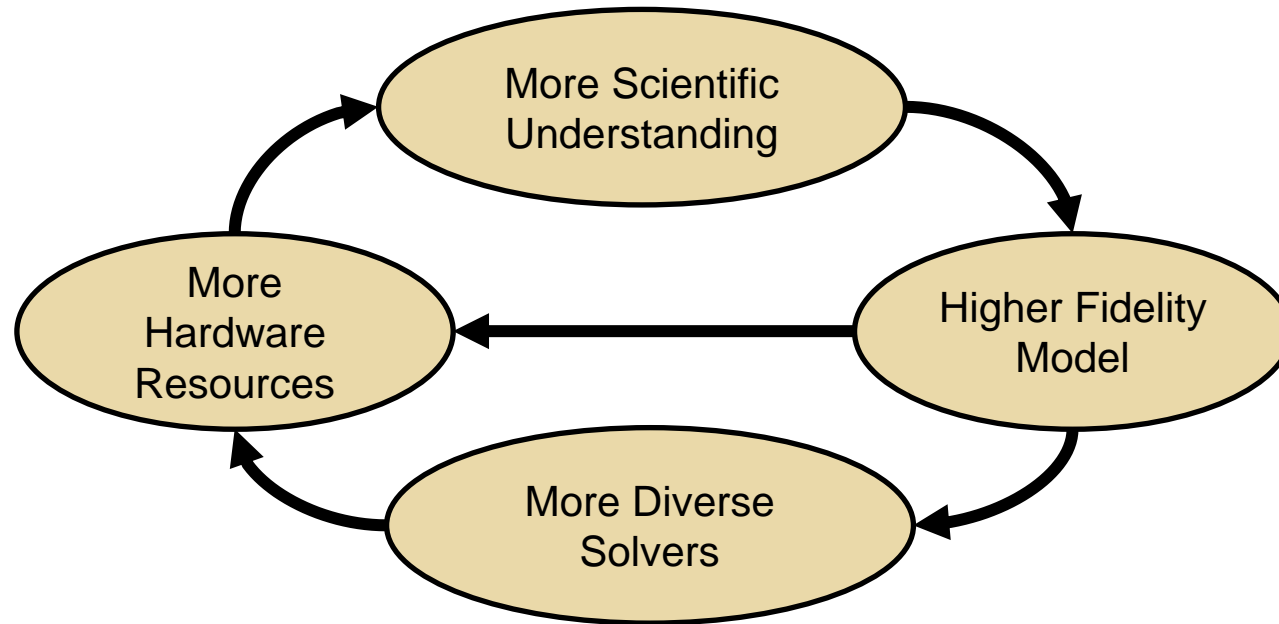 More Scientific
Understanding
More
Hardware
Resources
Higher Fidelity
Model
More Diverse
Solvers